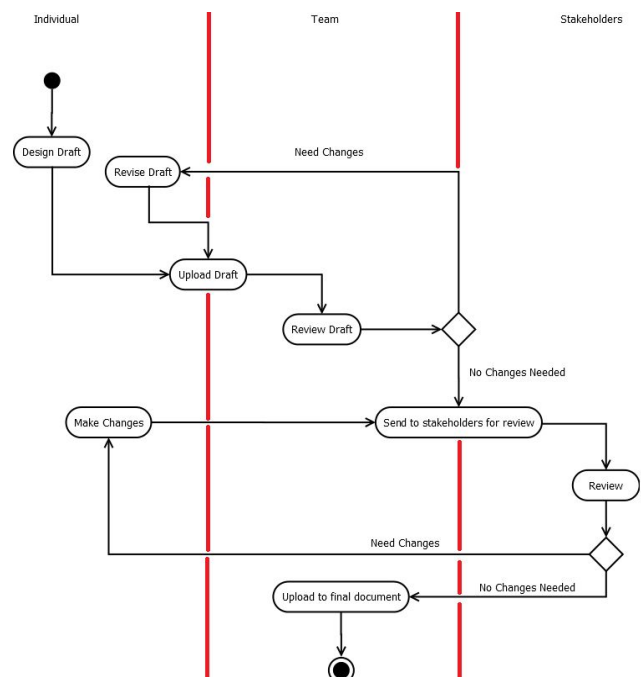 Individual
Team
Stakeholders
Design Draft
Need Changes
Revise Draft
Upload Draft
Review Draft
No Changes Needed
Make Changes
Send to stakeholders for review
Review
Need Changes
No Changes Needed
Upload to final document